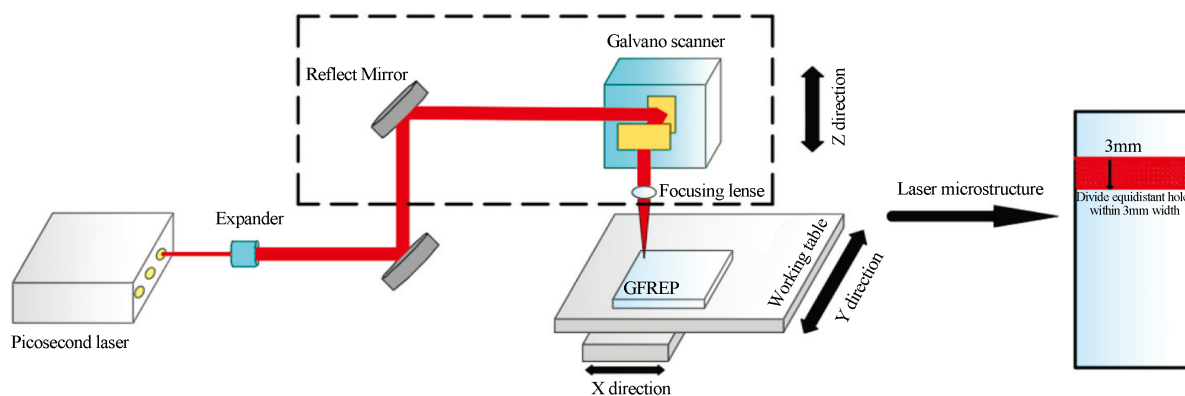 Galvano scanner
Reflect Mirror
Z direction
3mm
Focusing lense
Laser microstructure
Divide equidistant hole
within 3mm width
Expander
Working table
Y direction
GFREP
Picosecond laser
X direction